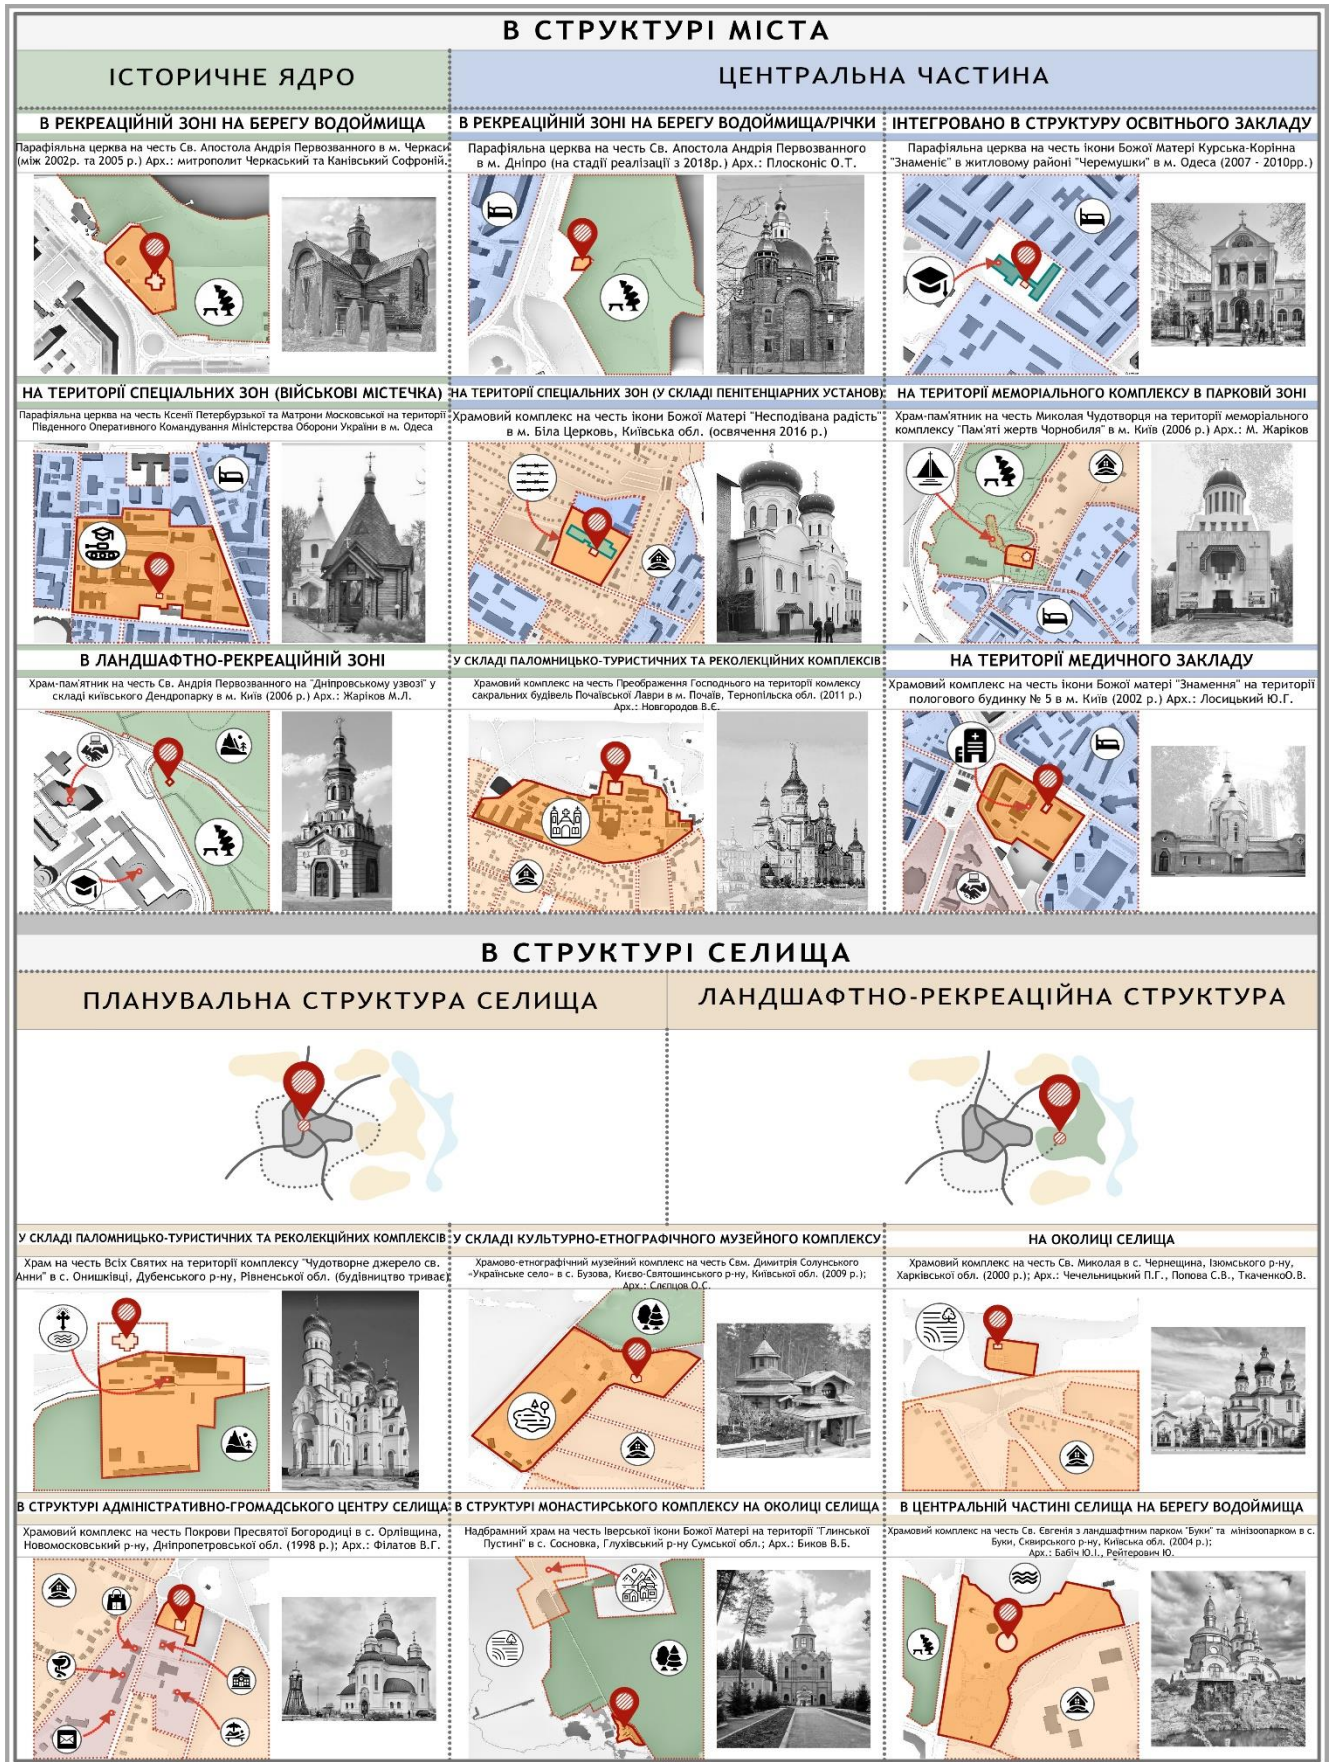 В СТРУКТУРІ МІСТА
ІСТОРИЧНЕ ЯДРО
ЦЕНТРАЛЬНА ЧАСТИНА
В РЕКРЕАЦІЙНІЙ ЗОНІ НА БЕРЕГУ ВОДОЙМИЩА
Парафіяльна церква на честь Св. Апостола Андрія Первозванного в м. Черкаси
(між 2002р. та 2005 р.) Арх.: митрополит Черкаський та Канівський Софроній.
В РЕКРЕАЦІЙНІЙ ЗОНІ НА БЕРЕГУ ВОДОЙМИЩА/РІЧКИ
Парафіяльна церква на честь Св. Апостола Андрія Первозванного
в м. Дніпро (на стадії реалізації з 2018р.) Арх.: Плосконіс О.Т.
ІНТЕГРОВАНО В СТРУКТУРУ ОСВІТНЬОГО ЗАКЛАДУ
Парафіяльна церква на честь ікони Божої Матері Курська-Корінна
"Знаменіє" в житловому районі "Черемушки" в м. Одеса (2007 - 2010рр.)
НА ТЕРИТОРІЇ СПЕЦІАЛЬНИХ ЗОН (ВІЙСЬКОВІ МІСТЕЧКА)
Парафіяльна церква на честь Ксенії Петербурзької та Матрони Московської на території
Південного Оперативного Командування Міністерства Оборони України в м. Одеса
НА ТЕРИТОРІЇ СПЕЦІАЛЬНИХ ЗОН (У СКЛАДІ ПЕНІТЕНЦІАРНИХ УСТАНОВ)
Храмовий комплекс на честь ікони Божої Матері "Несподівана радість"
в м. Біла Церковь, Київська обл. (освячення 2016 р.)
НА ТЕРИТОРІЇ МЕМОРІАЛЬНОГО КОМПЛЕКСУ В ПАРКОВІЙ ЗОНІ
Храм-пам'ятник на честь Миколая Чудотворця на території меморіального
комплексу "Пам'яті жертв Чорнобиля" в м. Київ (2006 р.) Арх.: М. Жаріков
В ЛАНДШАФТНО-РЕКРЕАЦІЙНІЙ ЗОНІ
Храм-пам'ятник на честь Св. Андрія Первозванного на "Дніпровському узвозі" у
складі київського Дендропарку в м. Київ (2006 р.) Арх.: Жаріков М.Л.
У СКЛАДІ ПАЛОМНИЦЬКО-ТУРИСТИЧНИХ ТА РЕКОЛЕКЦІЙНИХ КОМПЛЕКСІВ
Храмовий комплекс на честь Преображення Господнього на території комлексу
сакральних будівель Почаївської Лаври в м. Почаїв, Тернопільска обл. (2011 р.)
Арх.: Новгородов В.Є.
НА ТЕРИТОРІЇ МЕДИЧНОГО ЗАКЛАДУ
Храмовий комплекс на честь ікони Божої матері "Знамення" на території
пологового будинку № 5 в м. Київ (2002 р.) Арх.: Лосицький Ю.Г.
В СТРУКТУРІ СЕЛИЩА
ПЛАНУВАЛЬНА СТРУКТУРА СЕЛИЩА
ЛАНДШАФТНО-РЕКРЕАЦІЙНА СТРУКТУРА
У СКЛАДІ ПАЛОМНИЦЬКО-ТУРИСТИЧНИХ ТА РЕКОЛЕКЦІЙНИХ КОМПЛЕКСІВ
Храм на честь Всіх Святих на території комплексу "Чудотворне джерело св.
Анни" в с. Онишківці, Дубенського р-ну, Рівненської обл. (будівництво триває)
У СКЛАДІ КУЛЬТУРНО-ЕТНОГРАФІЧНОГО МУЗЕЙНОГО КОМПЛЕКСУ
Храмово-етнографічний музейний комплекс на честь Свм. Димитрія Солунського
«Українське село» в с. Бузова, Києво-Святошинського р-ну, Київської обл. (2009 р.);
Арх.: Слєпцов О.С.
НА ОКОЛИЦІ СЕЛИЩА
Храмовий комплекс на честь Св. Миколая в с. Чернещина, Ізюмського р-ну,
Харківської обл. (2000 р.); Арх.: Чечельницький П.Г., Попова С.В., ТкаченкоО.В.
В СТРУКТУРІ АДМІНІСТРАТИВНО-ГРОМАДСЬКОГО ЦЕНТРУ СЕЛИЩА
Храмовий комплекс на честь Покрови Пресвятої Богородиці в с. Орлівщина,
Новомосковський р-ну, Дніпропетровської обл. (1998 р.); Арх.: Філатов В.Г.
В СТРУКТУРІ МОНАСТИРСЬКОГО КОМПЛЕКСУ НА ОКОЛИЦІ СЕЛИЩА
Надбрамний храм на честь Іверської ікони Божої Матері на території "Глинської
Пустині" в с. Сосновка, Глухівський р-ну Сумської обл.; Арх.: Биков В.Б.
В ЦЕНТРАЛЬНІЙ ЧАСТИНІ СЕЛИЩА НА БЕРЕГУ ВОДОЙМИЩА
Храмовий комплекс на честь Св. Євгенія з ландшафтним парком "Буки" та мінізоопарком в с.
Буки, Сквирського р-ну, Київська обл. (2004 р.);
Арх.: Бабіч Ю.І., Рейтерович Ю.